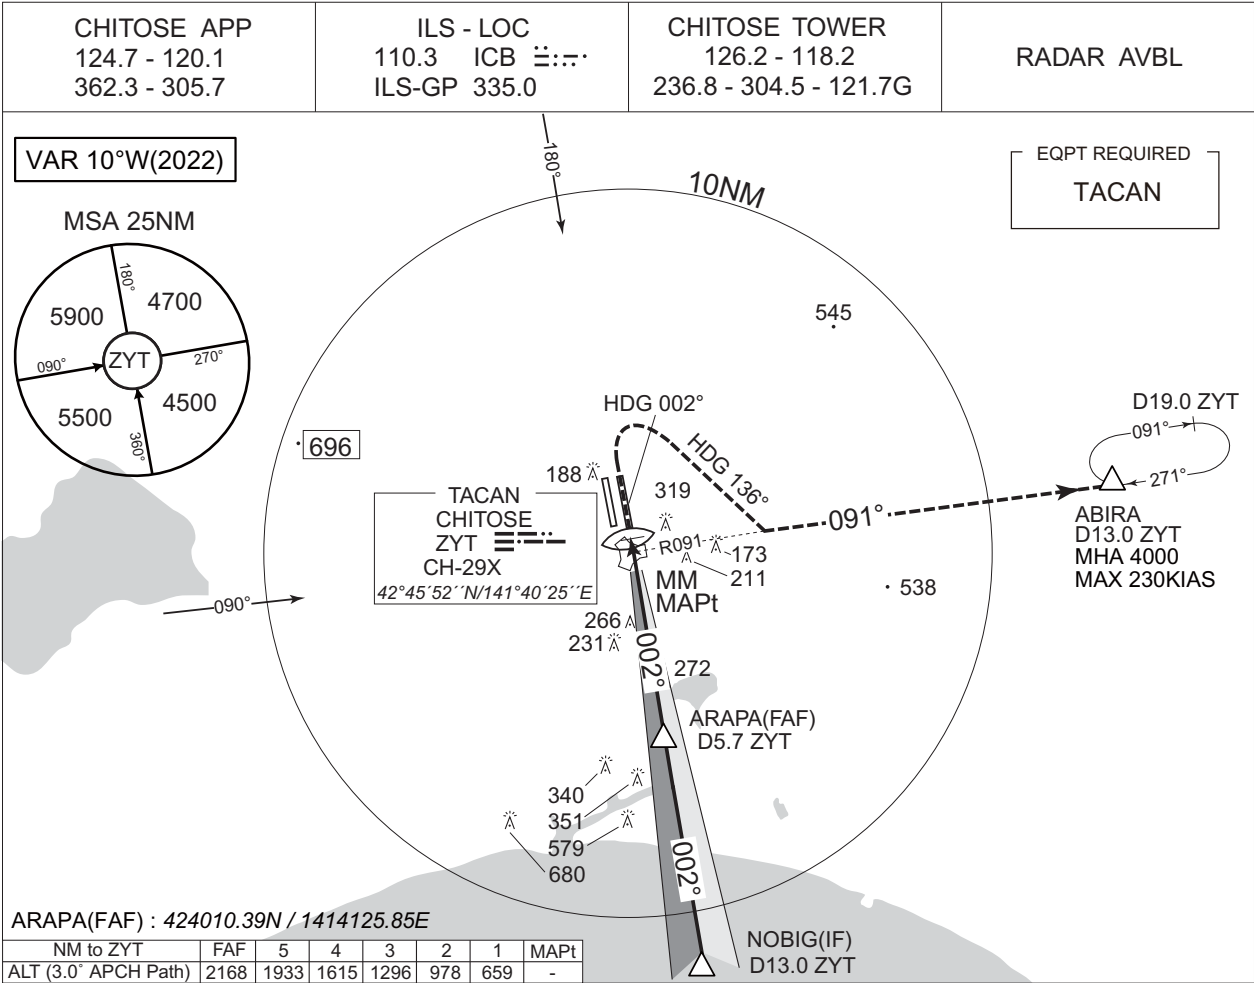 CHITOSE APP
124.7 - 120.1
362.3 - 305.7
ILS - LOC
110.3 ICB
ILS-GP 335.0
CHITOSE TOWER
126.2 - 118.2
236.8 - 304.5 - 121.7G
RADAR AVBL
VAR 10°W(2022)
MSA 25NM
180°
5900
4700
090°
ZYT
270°
5500
4500
360°
180°
10NM
EQPT REQUIRED
TACAN
545
HDG 002°
HDG 136°
D19.0 ZYT
091°
271°
696
188
319
TACAN
CHITOSE
ZYT
CH-29X
42°45´52´´N/141°40´25´´E
091°
R091
173
211
MM
MAPt
ABIRA
D13.0 ZYT
MHA 4000
MAX 230KIAS
538
090°
266
231
002°
272
ARAPA(FAF)
D5.7 ZYT
340
351
579
680
002°
NOBIG(IF)
D13.0 ZYT
ARAPA(FAF) : 424010.39N / 1414125.85E
NM to ZYT FAF 5 4 3 2 1 MAPt
ALT (3.0° APCH Path) 2168 1933 1615 1296 978 659 -